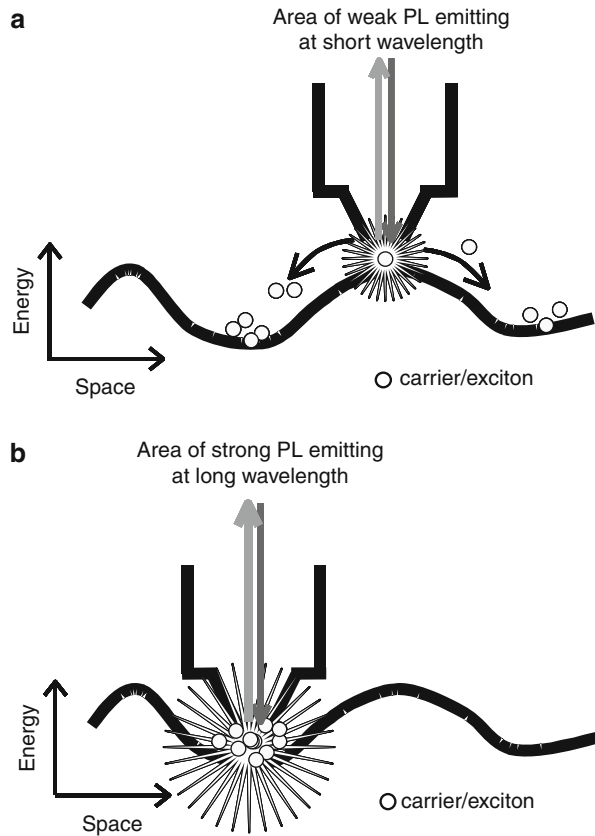 a
Area of weak PL emitting
at short wavelength
Energy
Space
carrier/exciton
b
Area of strong PL emitting
at long wavelength
Energy
Space
carrier/exciton